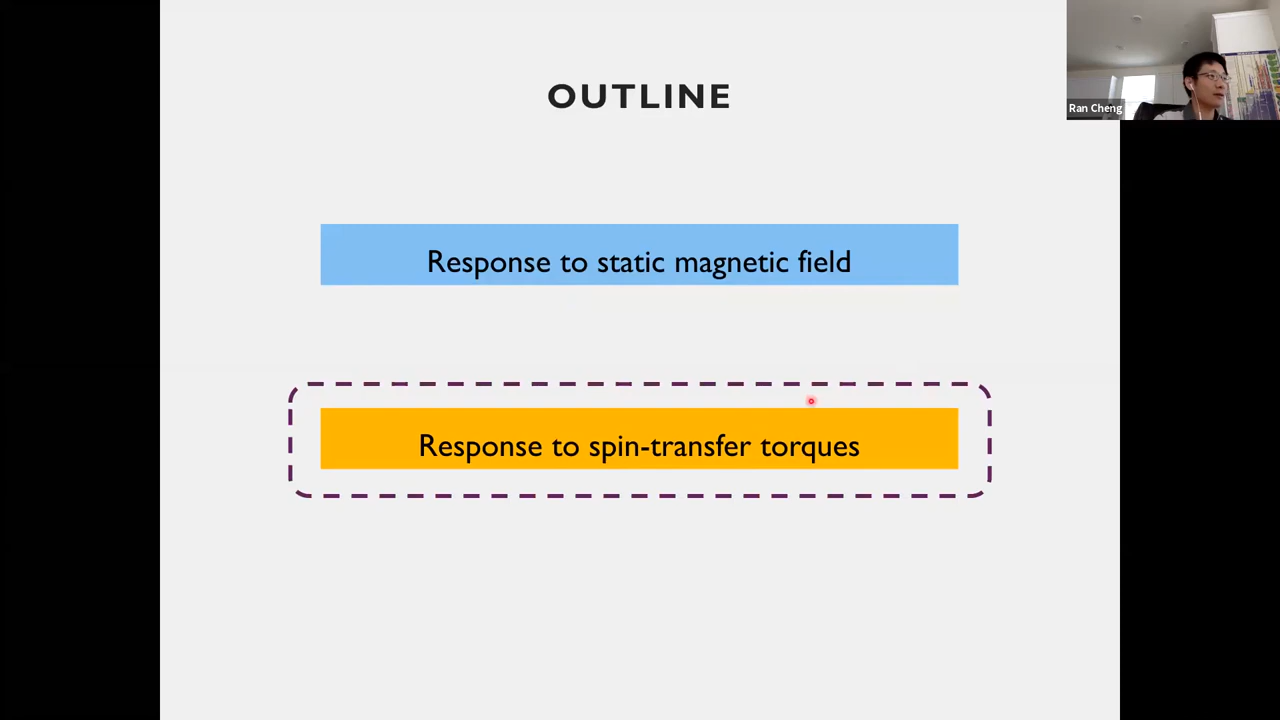 OUTLINE
Ran Cheng
Response to static magnetic field
Response to spin-transfer torques